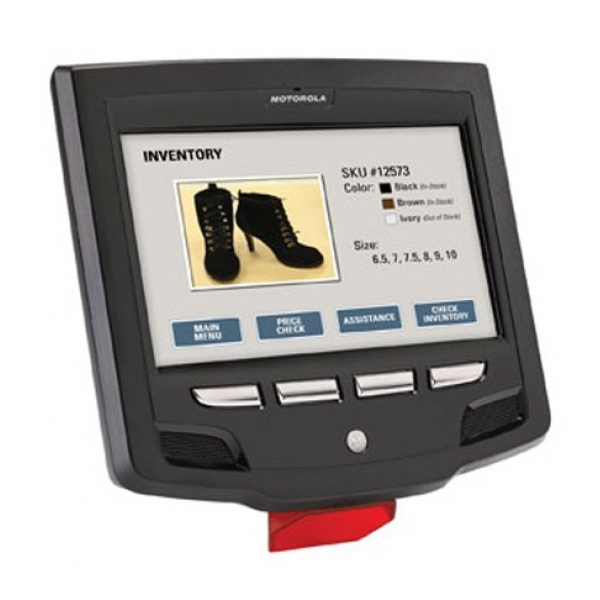 MOTOROLA
INVENTORY
SKU #12573
Color: Black (In-Stock)
Brown (In-Stock)
Ivory (Out of Stock)
Size:
6.5, 7, 7.5, 8, 9, 10
MAIN
MENU
PRICE
CHECK
ASSISTANCE
CHECK
INVENTORY